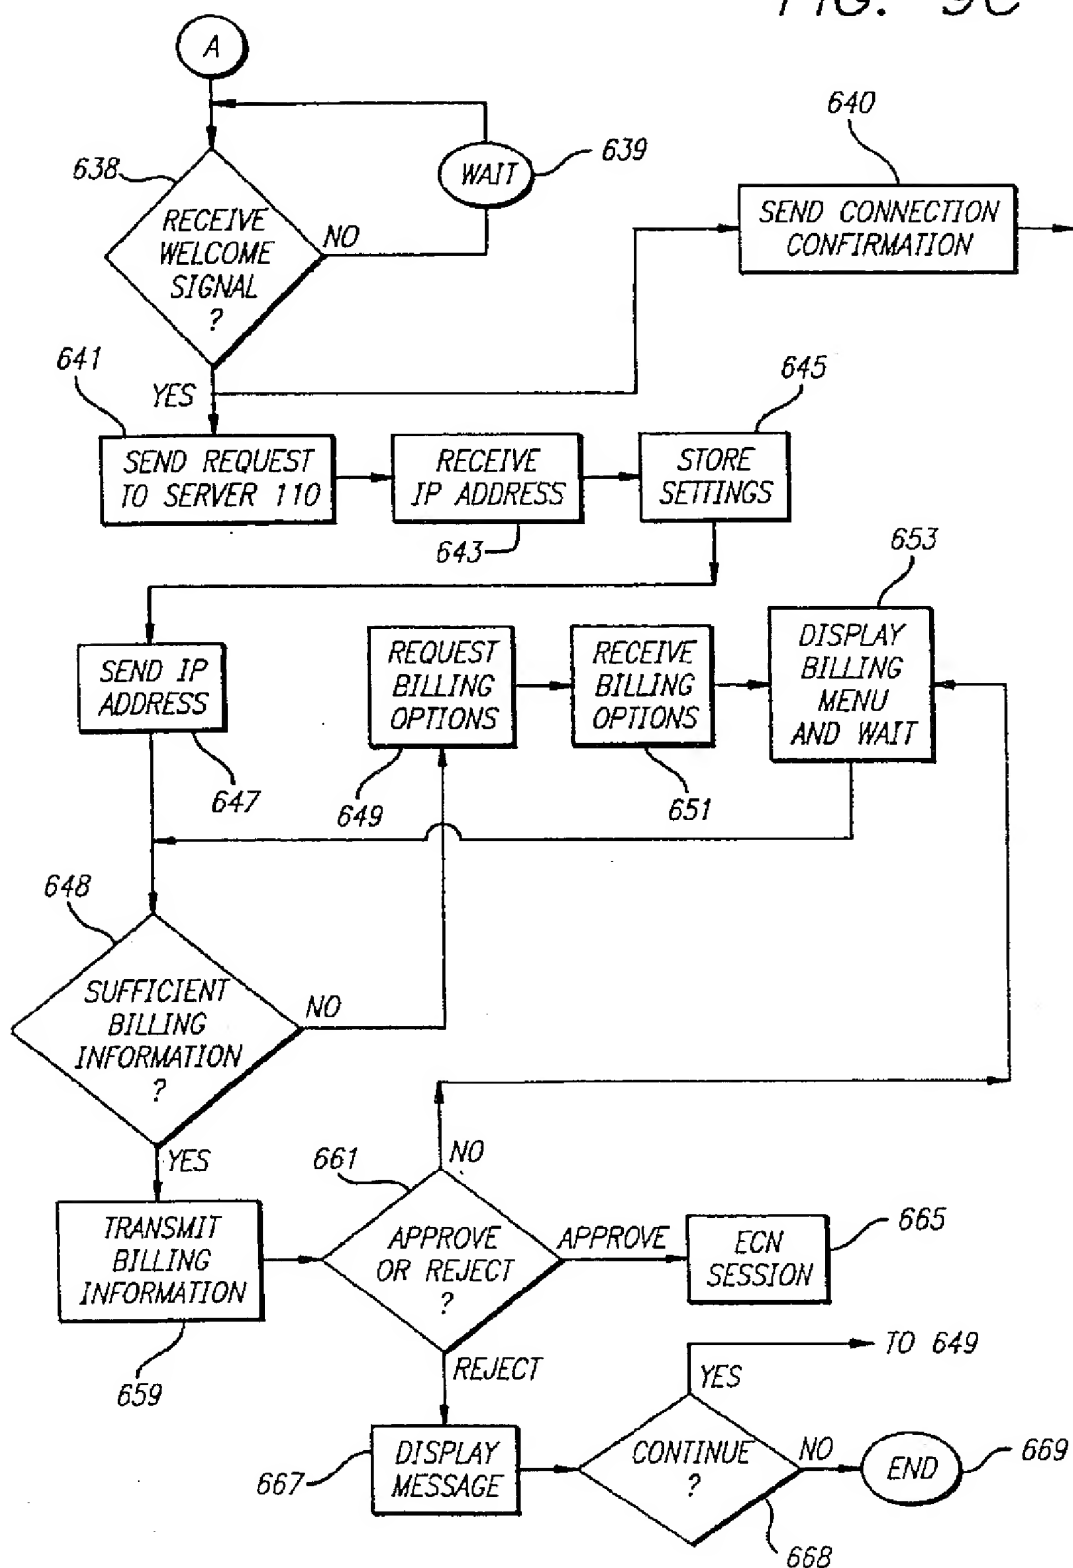 FIG. 9C
A
638
RECEIVE
WELCOME
SIGNAL
?
NO
WAIT
639
640
SEND CONNECTION
CONFIRMATION
YES
641
SEND REQUEST
TO SERVER 110
RECEIVE
IP ADDRESS
643
645
STORE
SETTINGS
653
SEND IP
ADDRESS
647
REQUEST
BILLING
OPTIONS
649
RECEIVE
BILLING
OPTIONS
651
DISPLAY
BILLING
MENU
AND WAIT
648
SUFFICIENT
BILLING
INFORMATION
?
NO
YES
TRANSMIT
BILLING
INFORMATION
659
661
NO
APPROVE
OR REJECT
?
APPROVE
ECN
SESSION
665
REJECT
DISPLAY
MESSAGE
667
CONTINUE
?
668
YES
TO 649
NO
END
669